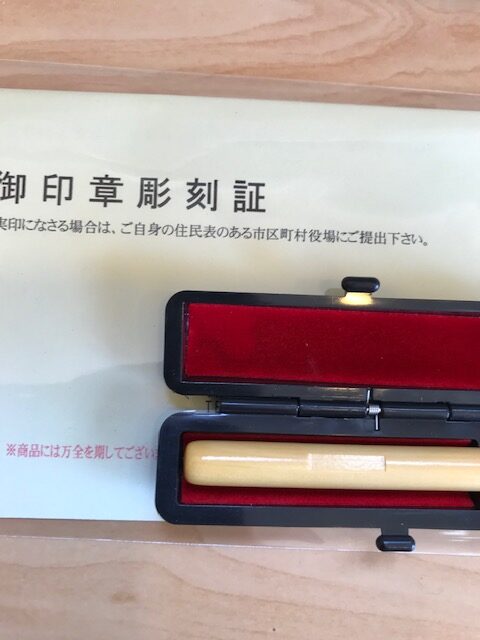 御印章彫刻証
実印になさる場合は、ご自身の住民表のある市区町村役場にご提出下さい。
※商品には万全を期してござい